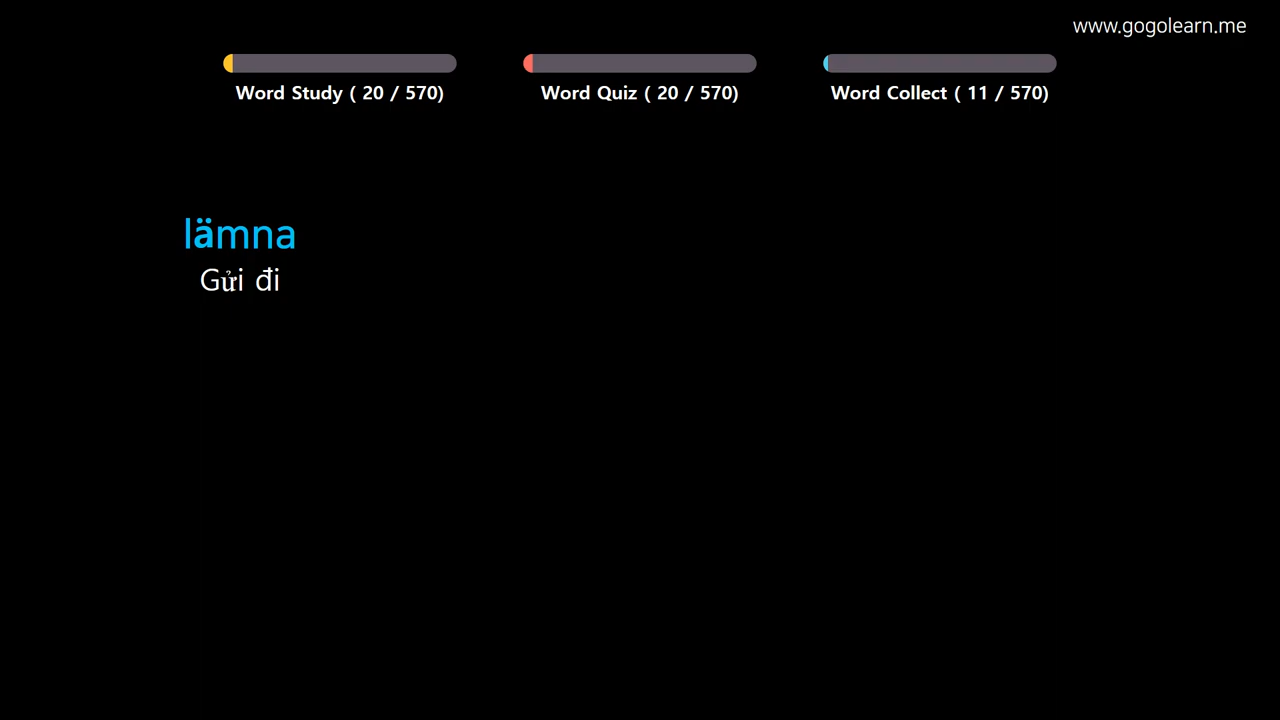 www.gogolearn.me
Word Study ( 20 / 570)
Word Quiz ( 20 / 570)
Word Collect ( 11 / 570)
lämna
Gửi đi